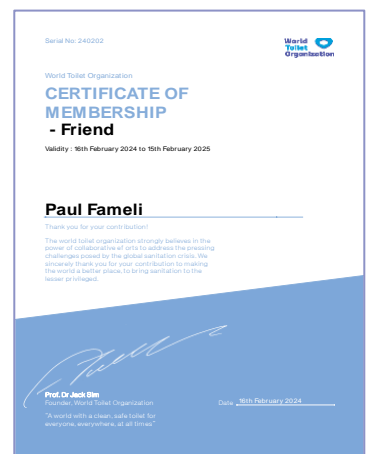 Serial No: 240202
World
Toilet
Organisation
World Toilet Organization
CERTIFICATE OF
MEMBERSHIP
- Friend
Validity : 16th February 2024 to 15th February 2025
Paul Fameli
Thank you for your contribution!
The world toilet organization strongly believes in the
power of collaborative ef orts to address the pressing
challenges posed by the global sanitation crisis. We
sincerely thank you for your contribution to making
the world a better place, to bring sanitation to the
lesser privileged.
Prof. Dr Jack Sim
Founder, World Toilet Organization
Date 16th February 2024
"A world with a clean, safe toilet for
everyone, everywhere, at all times"